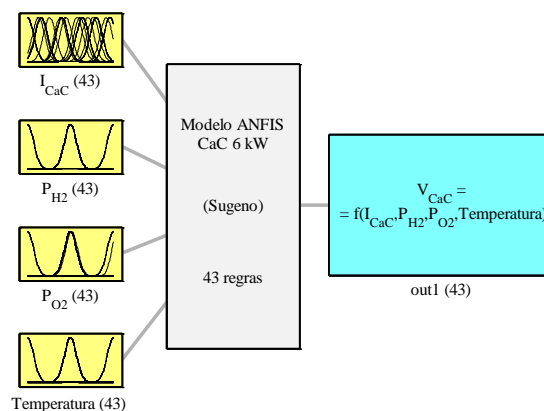 I_CaC (43)
P_H2 (43)
P_O2 (43)
Temperatura (43)
Modelo ANFIS
CaC 6 kW
(Sugeno)
43 regras
V_CaC =
= f(I_CaC,P_H2,P_O2,Temperatura)
out1 (43)